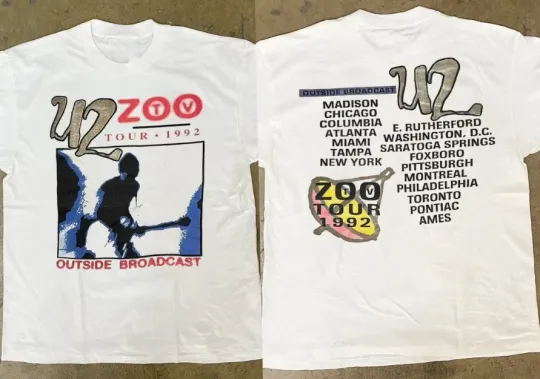 U2 ZOO
TV
TOUR • 1992
OUTSIDE BROADCAST
OUTSIDE BROADCAST U2
MADISON
CHICAGO
COLUMBIA
ATLANTA
MIAMI
TAMPA
NEW YORK
E. RUTHERFORD
WASHINGTON, D.C.
SARATOGA SPRINGS
FOXBORO
PITTSBURGH
MONTREAL
PHILADELPHIA
TORONTO
PONTIAC
AMES
ZOO
TV
TOUR
1992